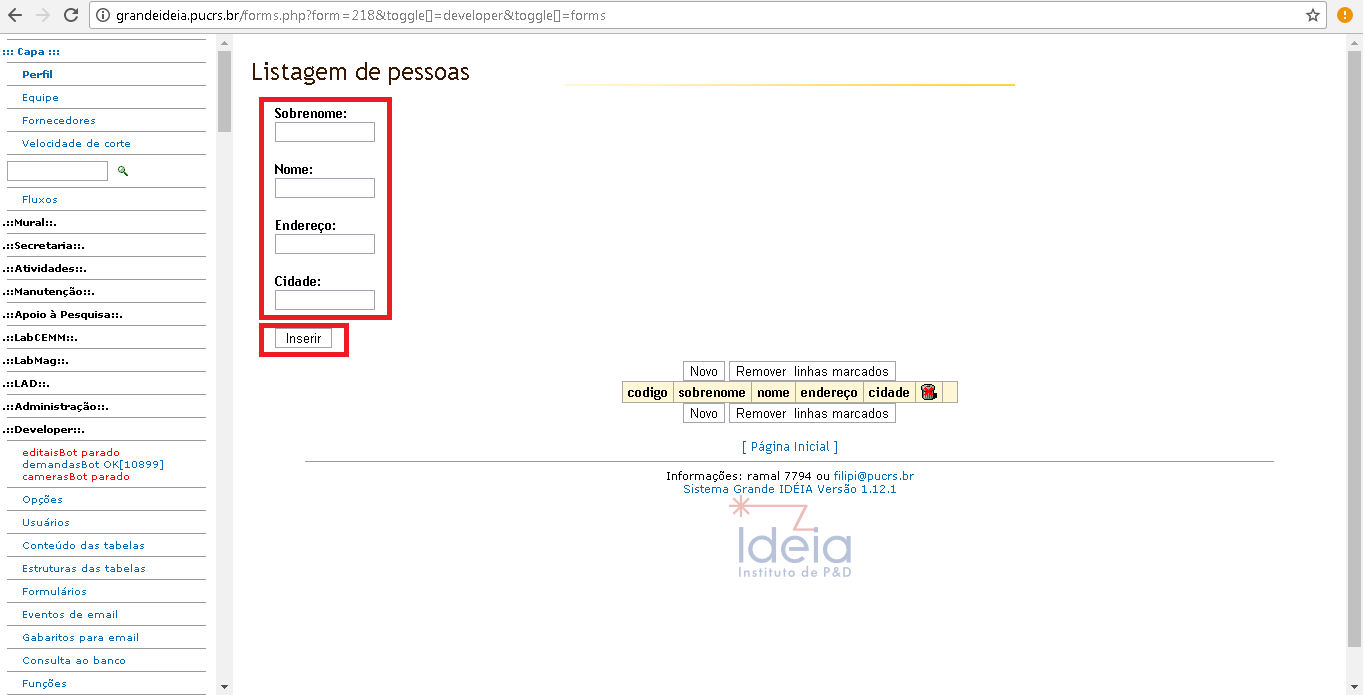 grandeideia.pucrs.br/forms.php?form=218&toggle[]=developer&toggle[]=forms
::: Capa :::
Perfil
Equipe
Fornecedores
Velocidade de corte
Fluxos
.::Mural::.
.::Secretaria::.
.::Atividades::.
.::Manutenção::.
.::Apoio à Pesquisa::.
.::LabCEMM::.
.::LabMag::.
.::LAD::.
.::Administração::.
.::Developer::.
editaisBot parado
demandasBot OK[10899]
camerasBot parado
Opções
Usuários
Conteúdo das tabelas
Estruturas das tabelas
Formulários
Eventos de email
Gabaritos para email
Consulta ao banco
Funções
Listagem de pessoas
Sobrenome:
Nome:
Endereço:
Cidade:
Inserir
Novo Remover linhas marcados
codigo sobrenome nome endereço cidade
Novo Remover linhas marcados
[ Página Inicial ]
Informações: ramal 7794 ou filipi@pucrs.br
Sistema Grande IDÉIA Versão 1.12.1
Ideia
Instituto de P&D